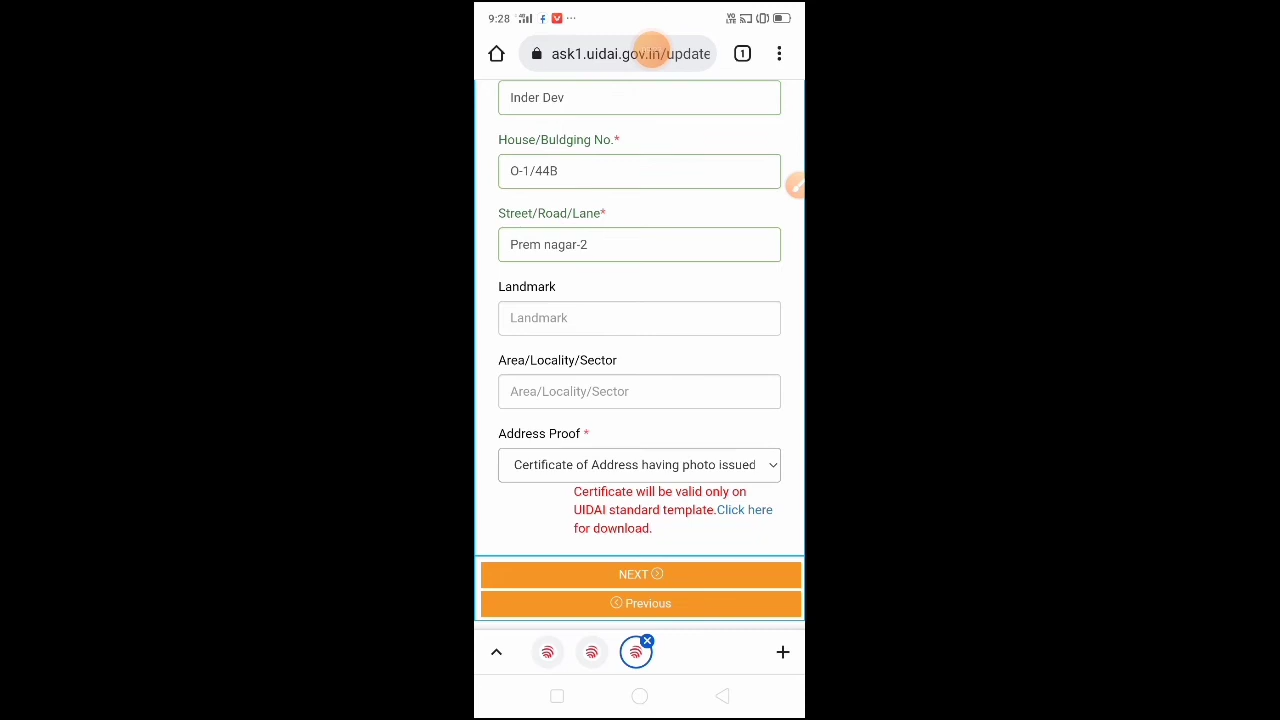 9:28
ask1.uidai.gov.in/update
1
Inder Dev
House/Buldging No.*
O-1/44B
Street/Road/Lane*
Prem nagar-2
Landmark
Landmark
Area/Locality/Sector
Area/Locality/Sector
Address Proof *
Certificate of Address having photo issued
Certificate will be valid only on
UIDAI standard template.Click here
for download.
NEXT
Previous